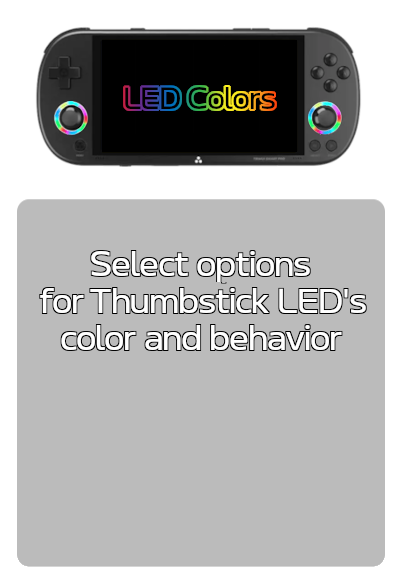 LED Colors
Select options
for Thumbstick LED's
color and behavior